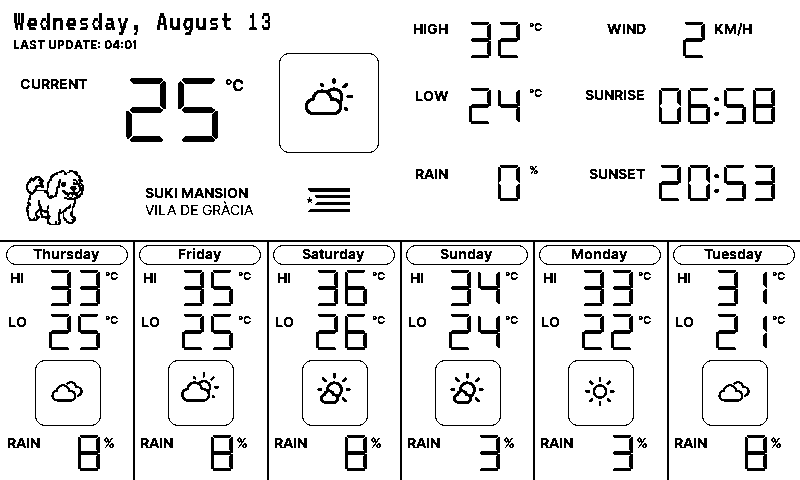 Wednesday, August 13
LAST UPDATE: 04:01
CURRENT 25 °C
SUKI MANSION
VILA DE GRÀCIA
HIGH 32 °C
LOW 24 °C
RAIN 0 %
WIND 2 KM/H
SUNRISE 06:58
SUNSET 20:53
Thursday
HI 33 °C
LO 25 °C
RAIN 8 %
Friday
HI 35 °C
LO 25 °C
RAIN 8 %
Saturday
HI 36 °C
LO 26 °C
RAIN 8 %
Sunday
HI 34 °C
LO 24 °C
RAIN 3 %
Monday
HI 33 °C
LO 22 °C
RAIN 3 %
Tuesday
HI 31 °C
LO 21 °C
RAIN 8 %